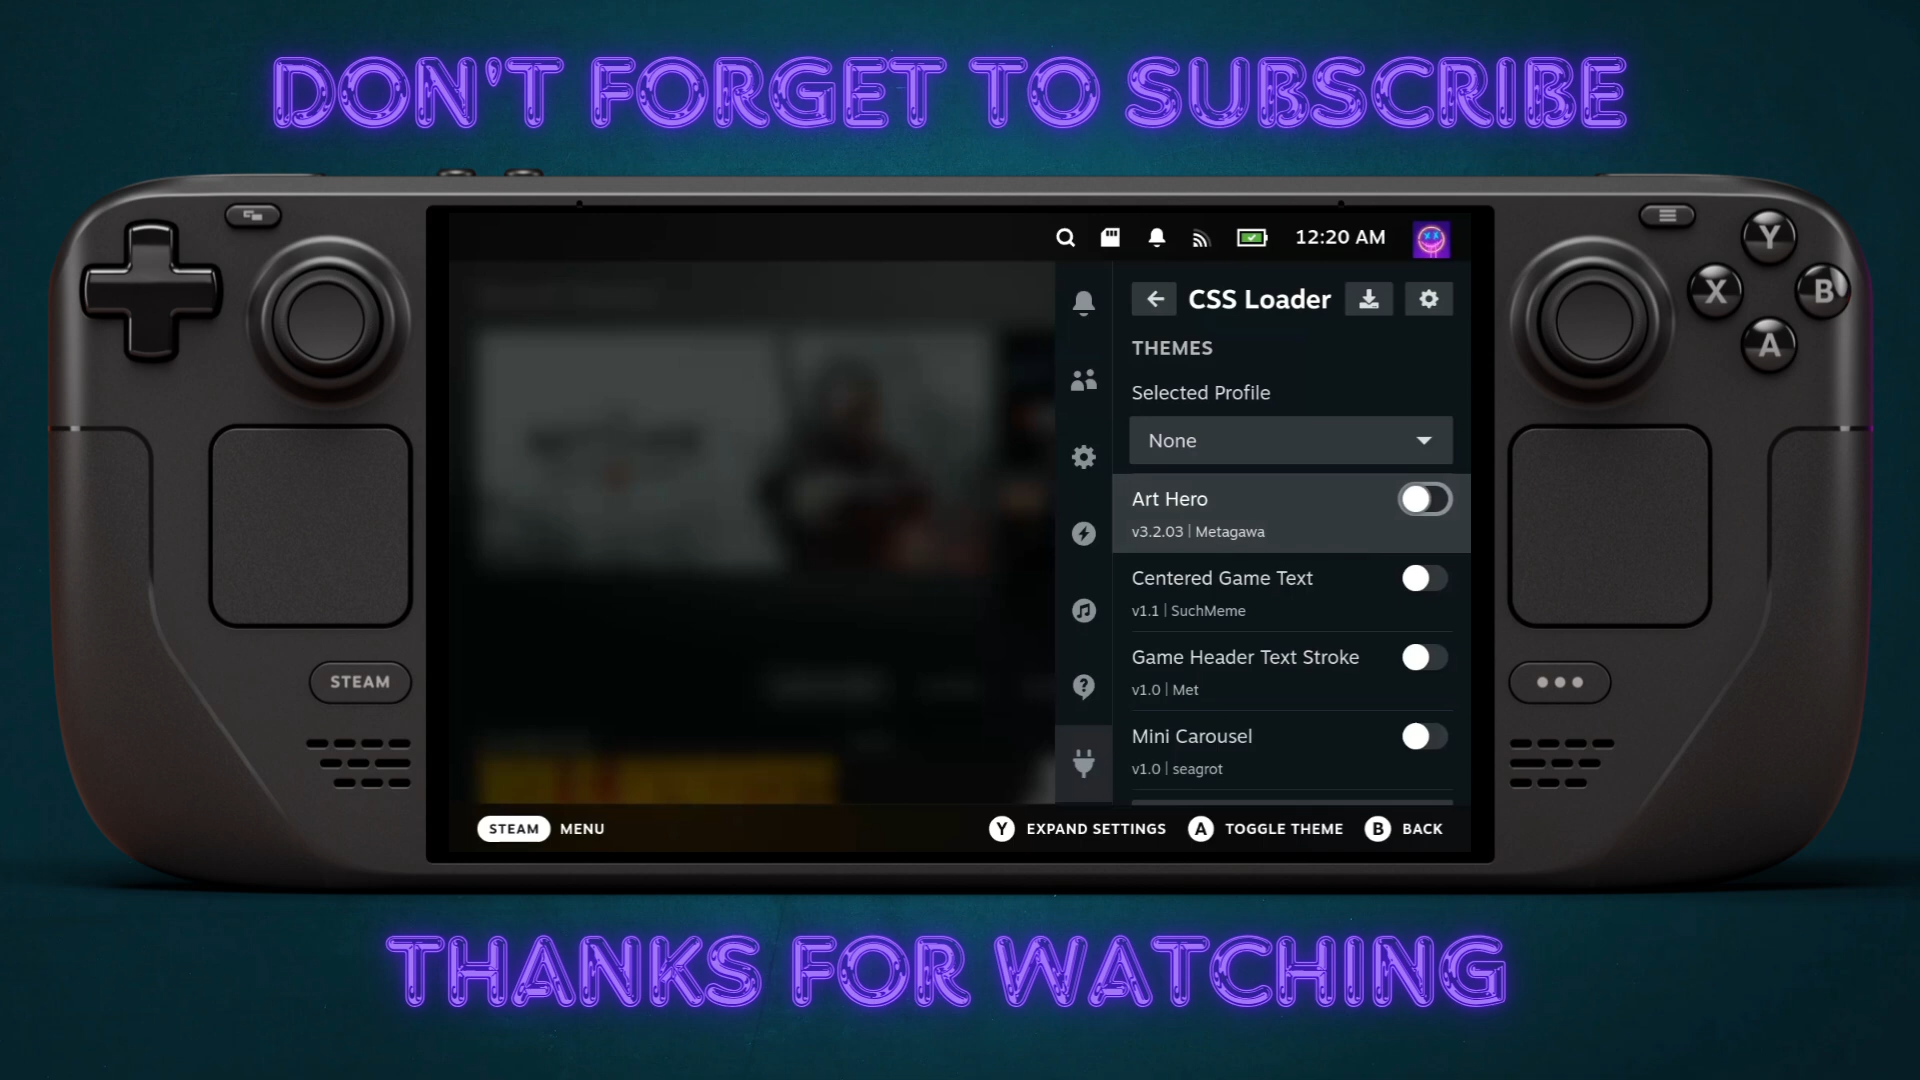 DON'T FORGET TO SUBSCRIBE
12:20 AM
CSS Loader
THEMES
Selected Profile
None
Art Hero
v3.2.03 | Metagawa
Centered Game Text
v1.1 | SuchMeme
Game Header Text Stroke
v1.0 | Met
Mini Carousel
v1.0 | seagrot
STEAM MENU
Y EXPAND SETTINGS A TOGGLE THEME B BACK
Y
X B
A
STEAM
THANKS FOR WATCHING